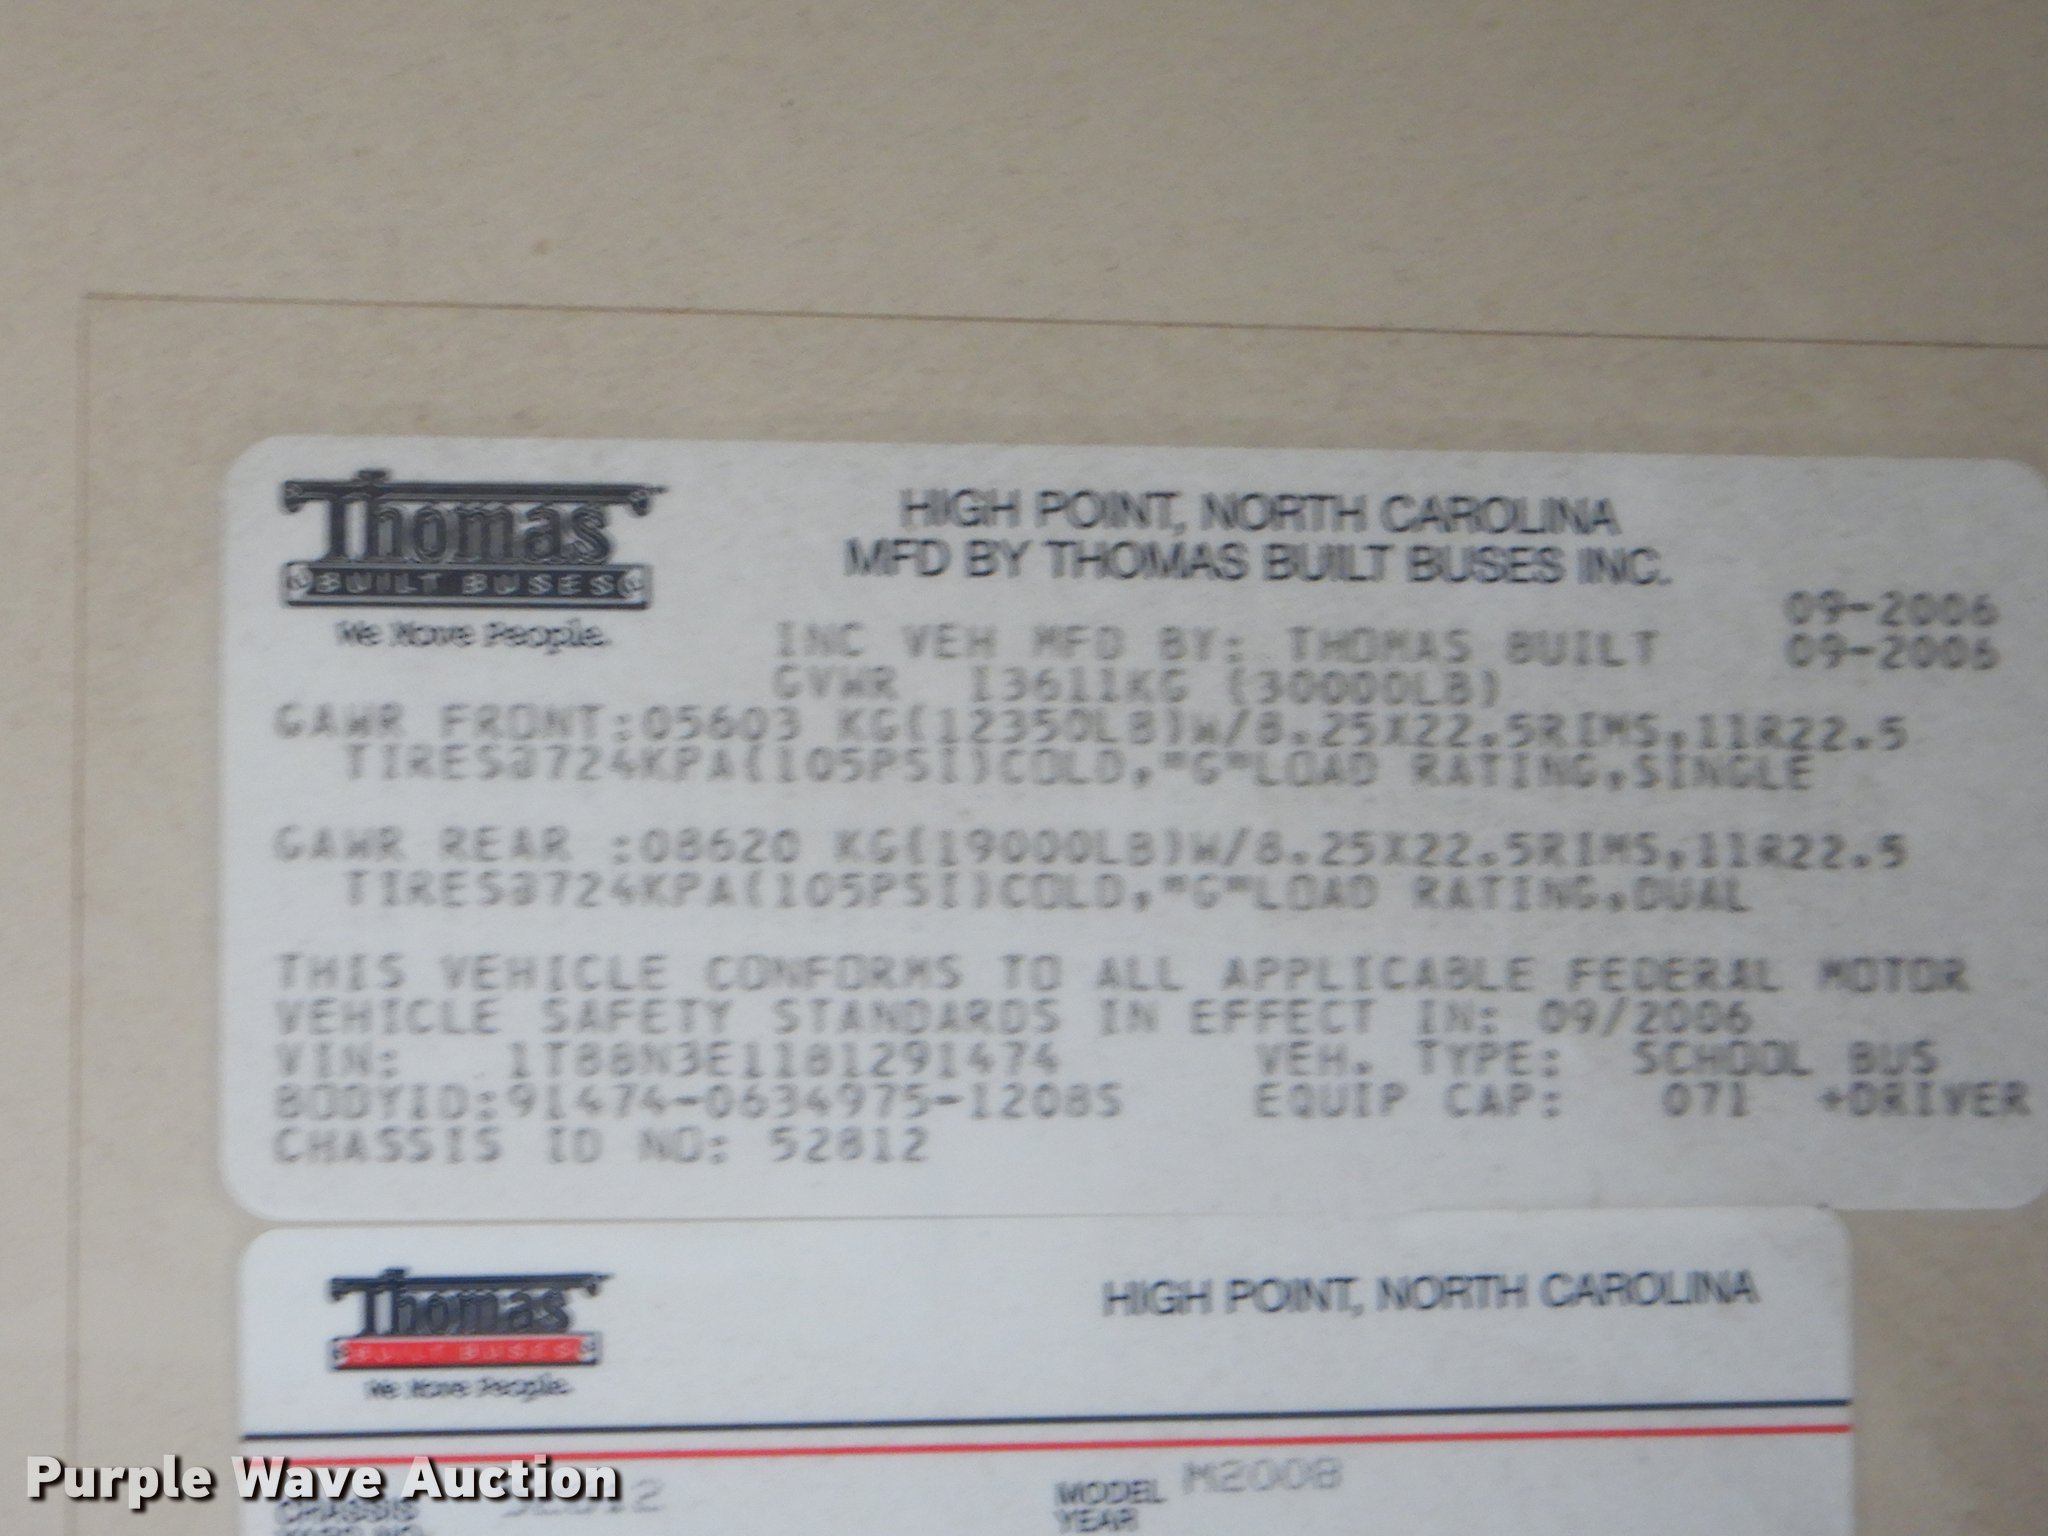 Thomas
BUILT BUSES
We Move People.
HIGH POINT, NORTH CAROLINA
MFD BY THOMAS BUILT BUSES INC.
09-2006
INC VEH MFD BY: THOMAS BUILT 09-2006
GVWR 13611KG (30000LB)
GAWR FRONT:05603 KG(12350LB)W/8.25X22.5RIMS,11R22.5
TIRES@724KPA(105PSI)COLD,"G"LOAD RATING,SINGLE
GAWR REAR :08620 KG(19000LB)W/8.25X22.5RIMS,11R22.5
TIRES@724KPA(105PSI)COLD,"G"LOAD RATING,DUAL
THIS VEHICLE CONFORMS TO ALL APPLICABLE FEDERAL MOTOR
VEHICLE SAFETY STANDARDS IN EFFECT IN: 09/2006
VIN: 1T88N3E1181291474 VEH. TYPE: SCHOOL BUS
BODYID:91474-0634975-1208S EQUIP CAP: 071 +DRIVER
CHASSIS ID NO: 52812
Thomas
BUILT BUSES
We Move People.
HIGH POINT, NORTH CAROLINA
CHASSIS 52812 MODEL M2008
YEAR
Purple Wave Auction